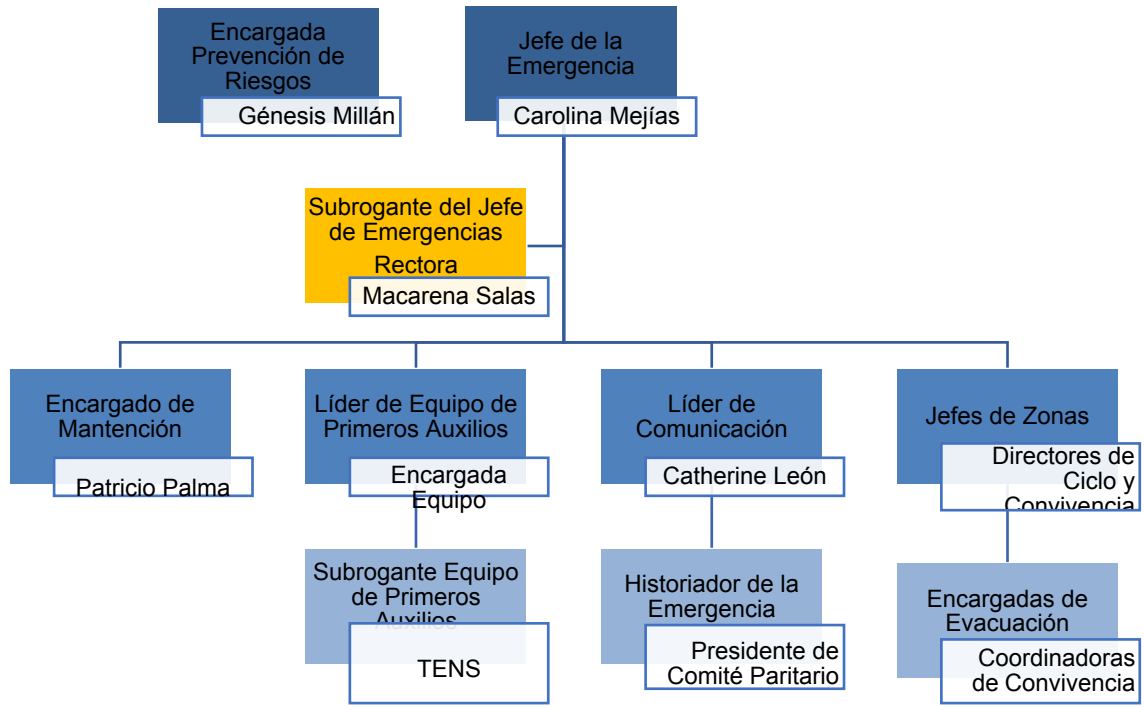 Encargada
Prevención de
Riesgos
Génesis Millán
Jefe de la
Emergencia
Carolina Mejías
Subrogante del Jefe
de Emergencias
Rectora
Macarena Salas
Encargado de
Mantención
Patricio Palma
Líder de Equipo de
Primeros Auxilios
Encargada
Equipo
Líder de
Comunicación
Catherine León
Jefes de Zonas
Directores de
Ciclo y
Convivencia
Subrogante Equipo
de Primeros
Auxilios
TENS
Historiador de la
Emergencia
Presidente de
Comité Paritario
Encargadas de
Evacuación
Coordinadoras
de Convivencia